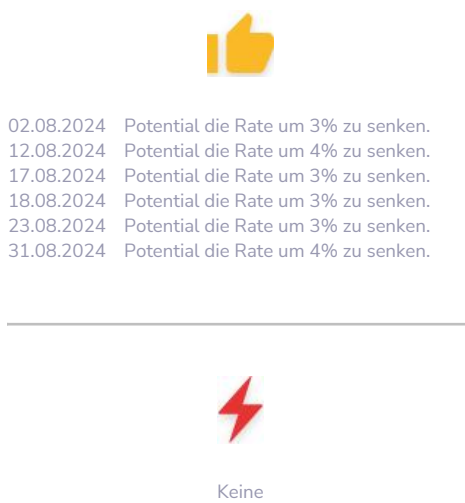 02.08.2024 Potential die Rate um 3% zu senken.
12.08.2024 Potential die Rate um 4% zu senken.
17.08.2024 Potential die Rate um 3% zu senken.
18.08.2024 Potential die Rate um 3% zu senken.
23.08.2024 Potential die Rate um 3% zu senken.
31.08.2024 Potential die Rate um 4% zu senken.
Keine